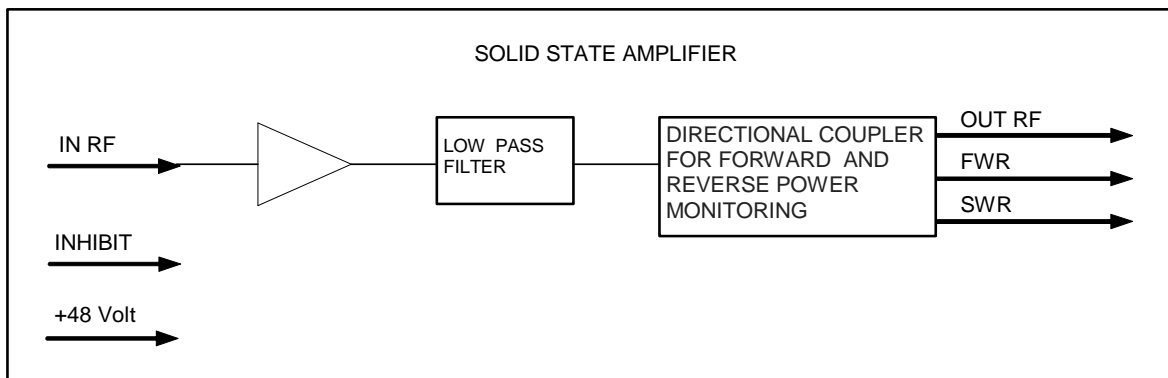 SOLID STATE AMPLIFIER
IN RF
LOW PASS
FILTER
DIRECTIONAL COUPLER
FOR FORWARD AND
REVERSE POWER
MONITORING
OUT RF
FWR
SWR
INHIBIT
+48 Volt